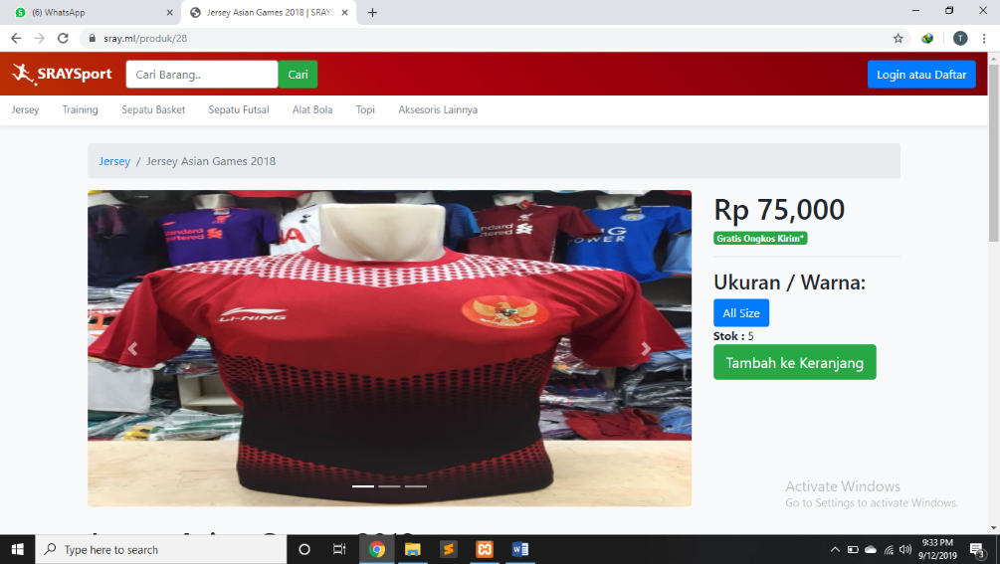 (6) WhatsApp
Jersey Asian Games 2018 | SRAYS
sray.ml/produk/28
T
SRAYSport
Cari Barang..
Cari
Login atau Daftar
Jersey
Training
Sepatu Basket
Sepatu Futsal
Alat Bola
Topi
Aksesoris Lainnya
Jersey / Jersey Asian Games 2018
Standard
LI-NING
POWER
Rp 75,000
Gratis Ongkos Kirim*
Ukuran / Warna:
All Size
Stok : 5
Tambah ke Keranjang
Activate Windows
Go to Settings to activate Windows.
Type here to search
9:33 PM
9/12/2019
3